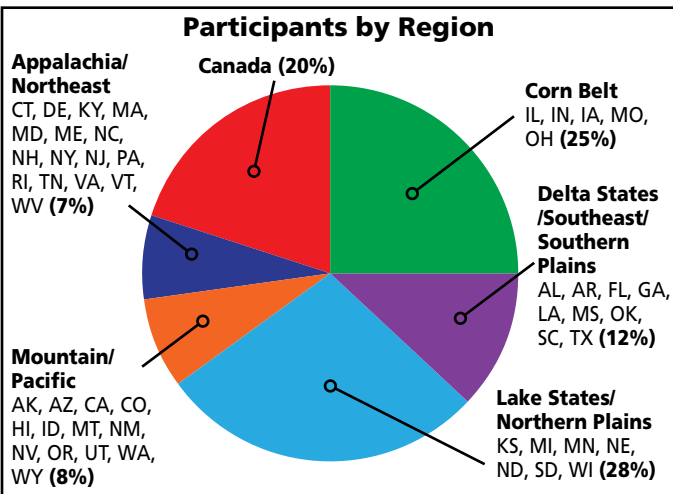 Participants by Region
Appalachia/
Northeast
CT, DE, KY, MA,
MD, ME, NC,
NH, NY, NJ, PA,
RI, TN, VA, VT,
WV (7%)
Canada (20%)
Corn Belt
IL, IN, IA, MO,
OH (25%)
Delta States
/Southeast/
Southern
Plains
AL, AR, FL, GA,
LA, MS, OK,
SC, TX (12%)
Mountain/
Pacific
AK, AZ, CA, CO,
HI, ID, MT, NM,
NV, OR, UT, WA,
WY (8%)
Lake States/
Northern Plains
KS, MI, MN, NE,
ND, SD, WI (28%)